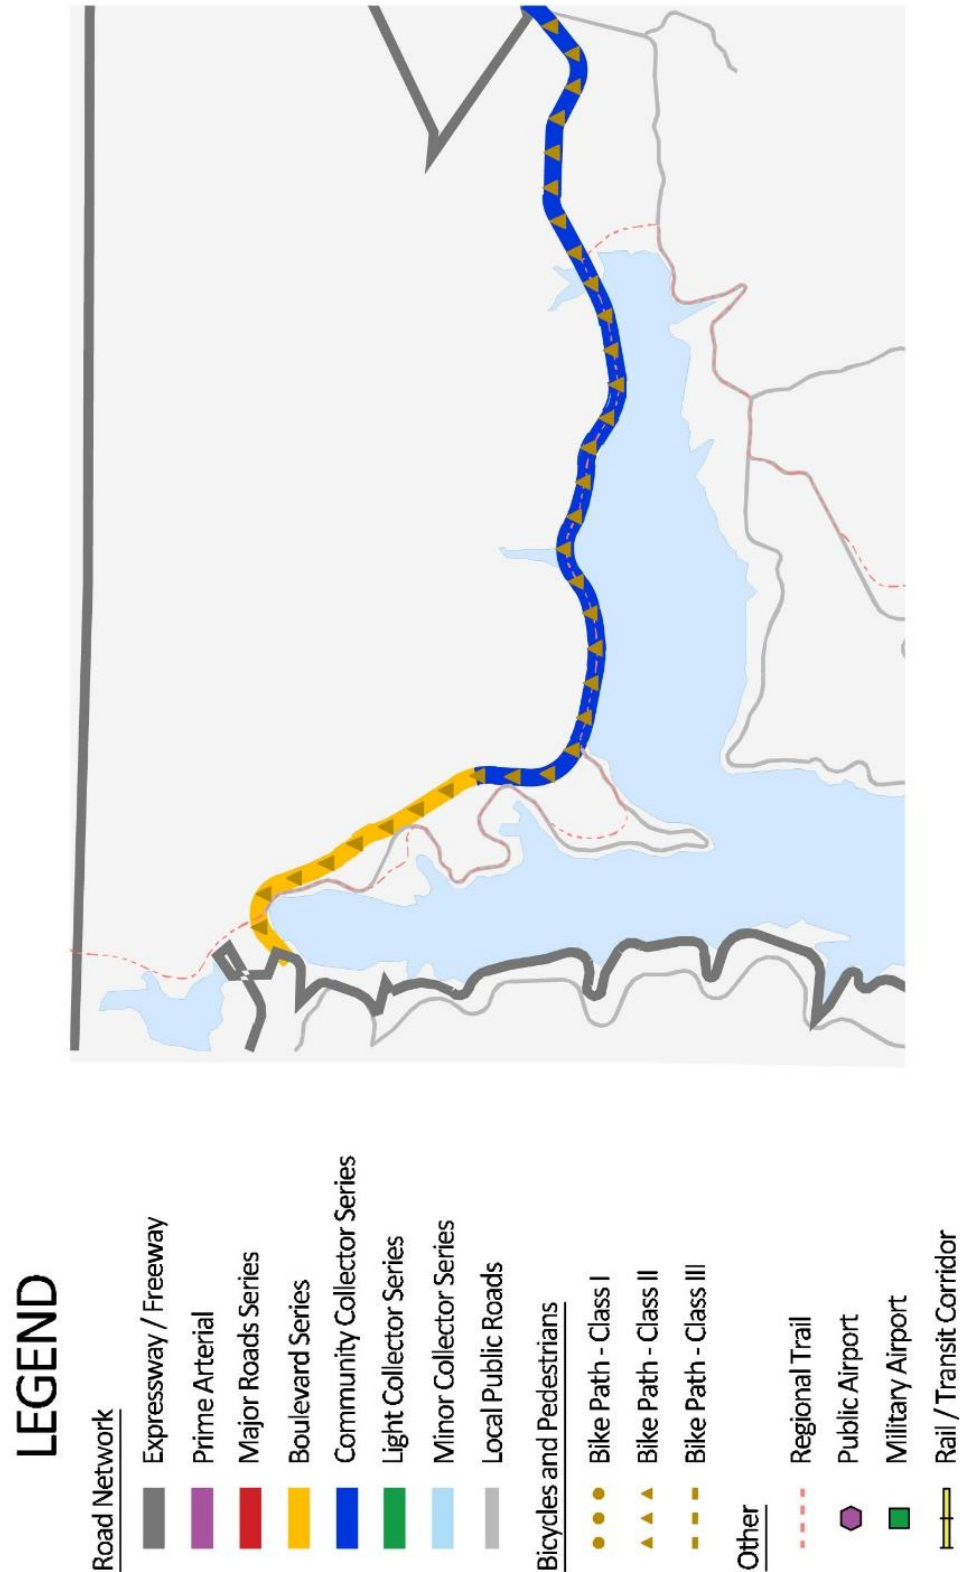 LEGEND
Road Network
Expressway / Freeway
Prime Arterial
Major Roads Series
Boulevard Series
Community Collector Series
Light Collector Series
Minor Collector Series
Local Public Roads
Bicycles and Pedestrians
Bike Path - Class I
Bike Path - Class II
Bike Path - Class III
Other
Regional Trail
Public Airport
Military Airport
Rail / Transit Corridor